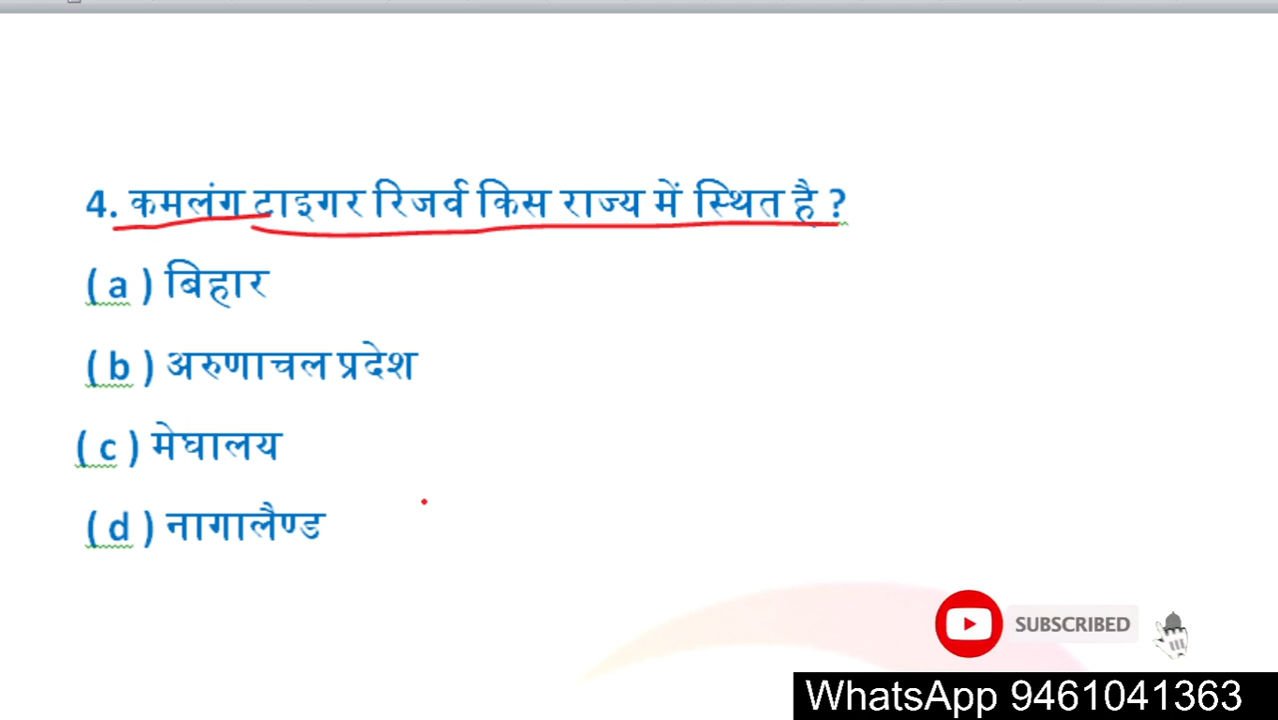 4. कमलंग टाइगर रिजर्व किस राज्य में स्थित है ?
( a ) बिहार
( b ) अरुणाचल प्रदेश
( c ) मेघालय
( d ) नागालैण्ड
SUBSCRIBED
WhatsApp 9461041363